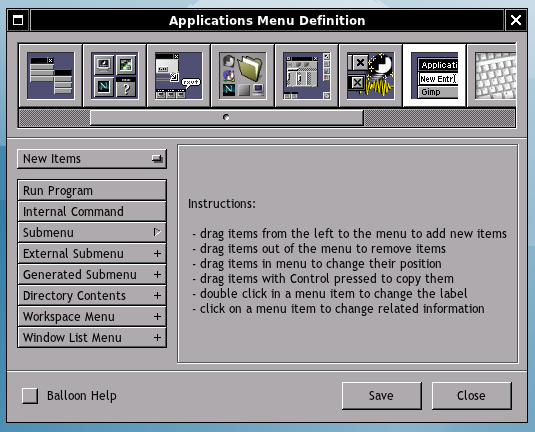 Applications Menu Definition
rxvt
?
Applicati
New Entr
Gimp
New Items
Run Program
Internal Command
Submenu
External Submenu +
Generated Submenu +
Directory Contents +
Workspace Menu +
Window List Menu +
Instructions:
- drag items from the left to the menu to add new items
- drag items out of the menu to remove items
- drag items in menu to change their position
- drag items with Control pressed to copy them
- double click in a menu item to change the label
- click on a menu item to change related information
Balloon Help
Save
Close